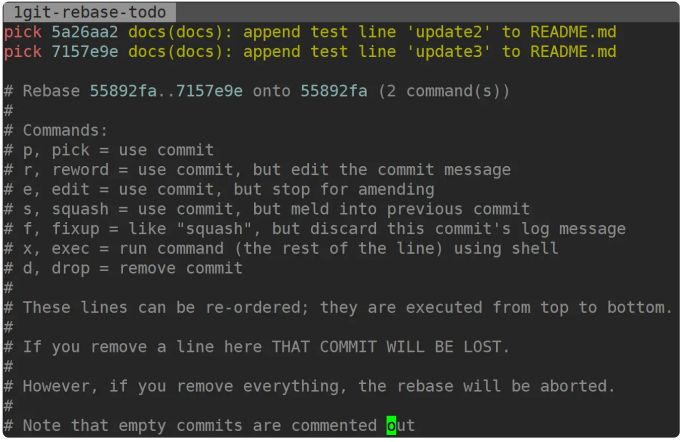 1git-rebase-todo
pick 5a26aa2 docs(docs): append test line 'update2' to README.md
pick 7157e9e docs(docs): append test line 'update3' to README.md
# Rebase 55892fa..7157e9e onto 55892fa (2 command(s))
#
# Commands:
# p, pick = use commit
# r, reword = use commit, but edit the commit message
# e, edit = use commit, but stop for amending
# s, squash = use commit, but meld into previous commit
# f, fixup = like "squash", but discard this commit's log message
# x, exec = run command (the rest of the line) using shell
# d, drop = remove commit
#
# These lines can be re-ordered; they are executed from top to bottom.
#
# If you remove a line here THAT COMMIT WILL BE LOST.
#
# However, if you remove everything, the rebase will be aborted.
#
# Note that empty commits are commented out